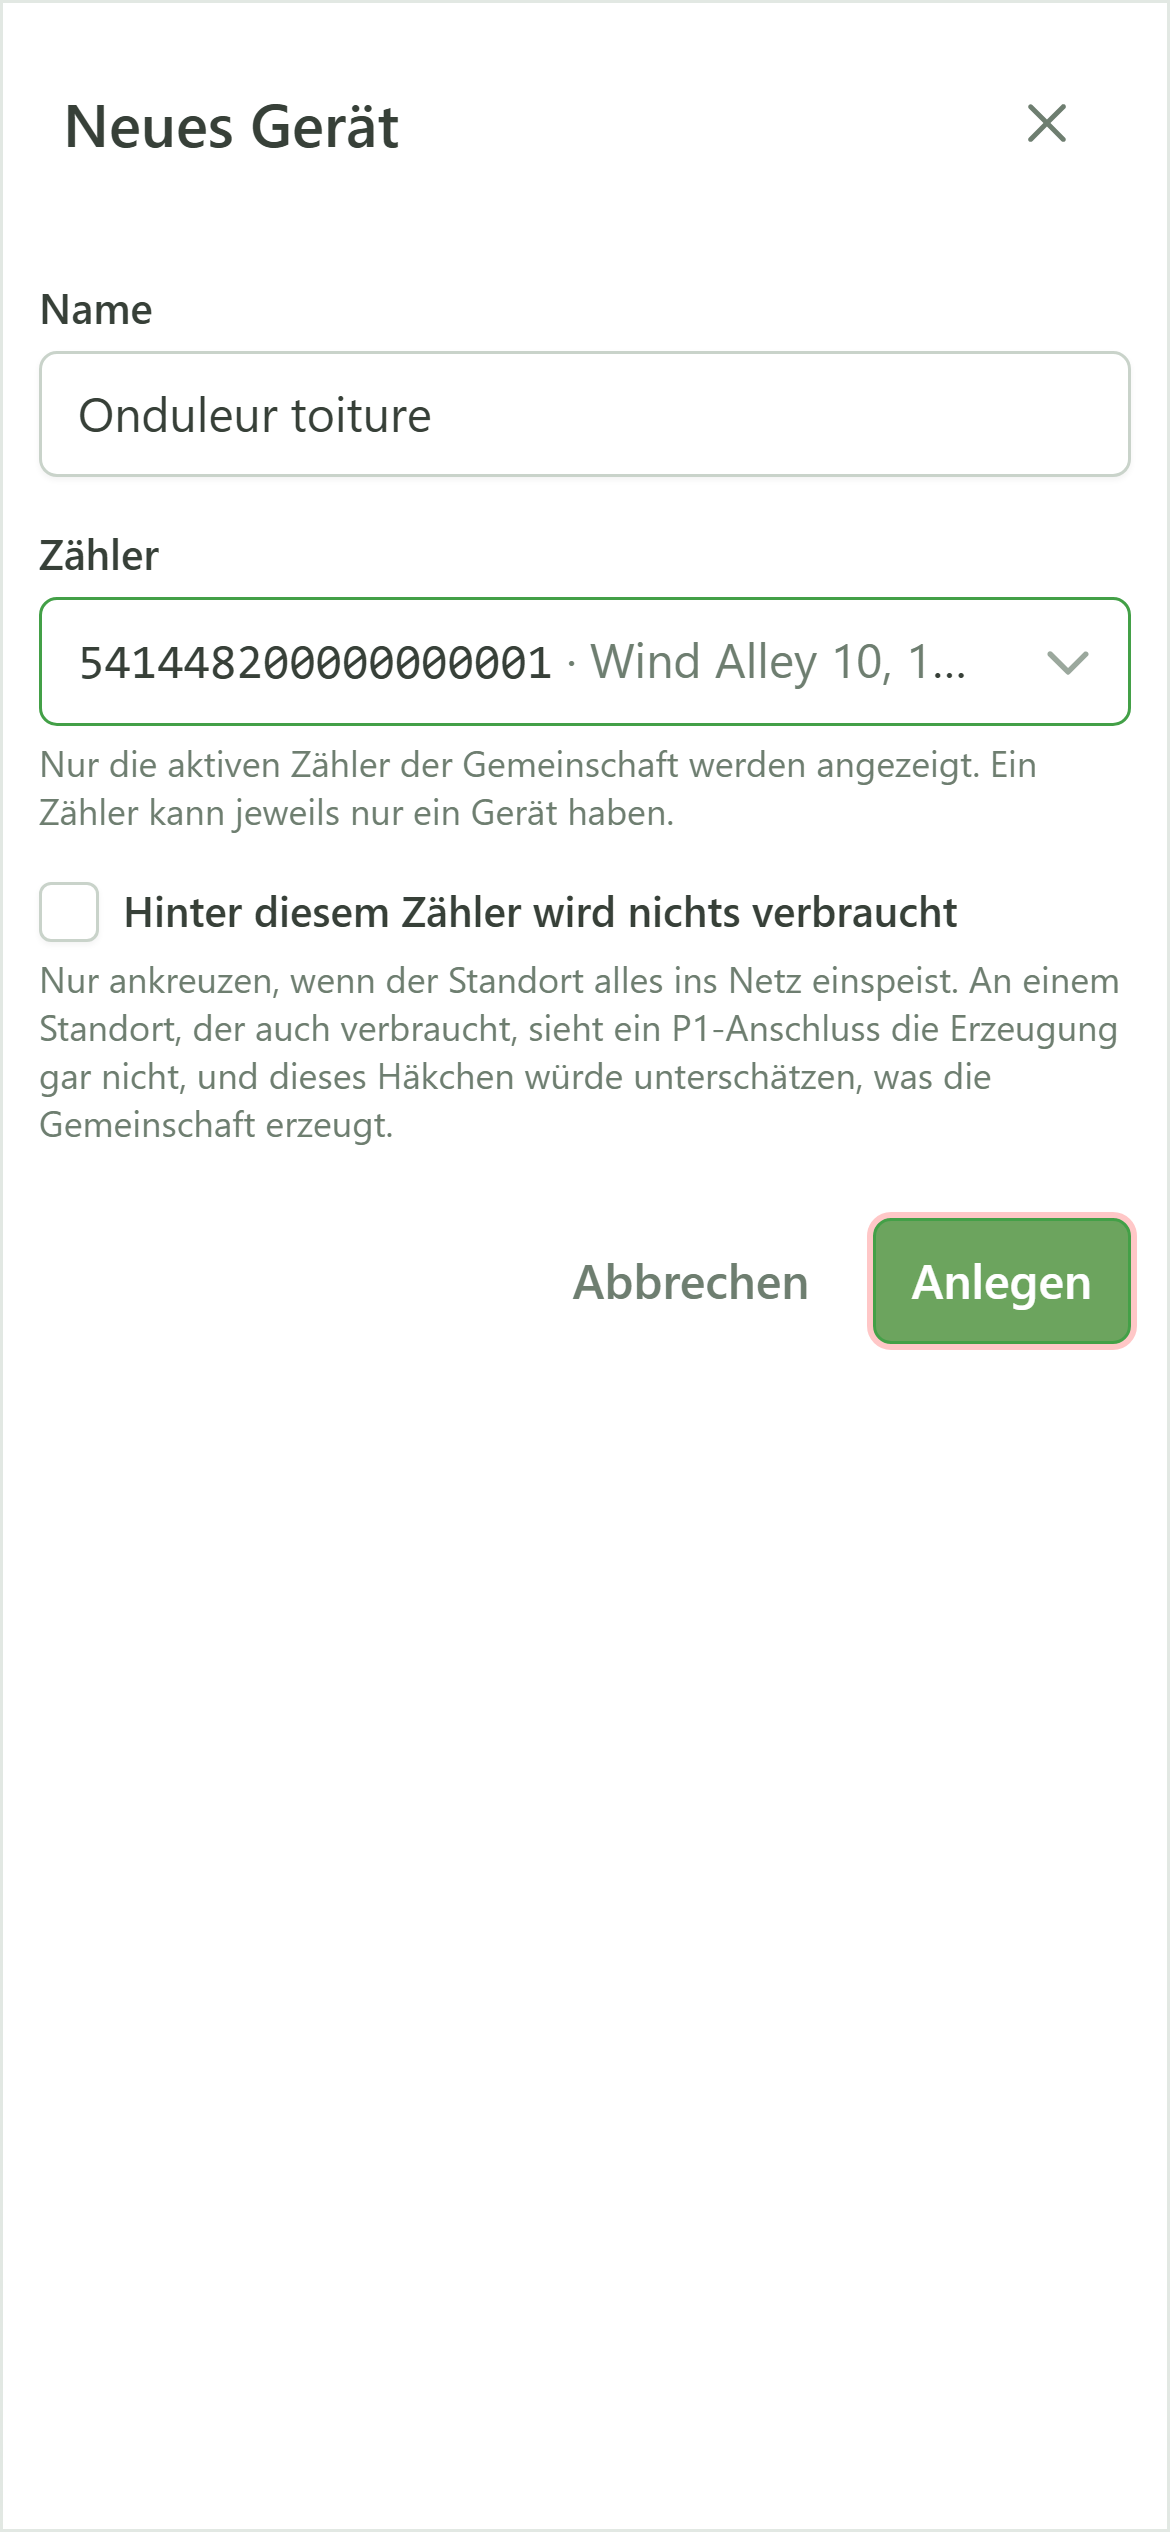 Neues Gerät
Name
Onduleur toiture
Zähler
541448200000000001 · Wind Alley 10, 1...
Nur die aktiven Zähler der Gemeinschaft werden angezeigt. Ein
Zähler kann jeweils nur ein Gerät haben.
Hinter diesem Zähler wird nichts verbraucht
Nur ankreuzen, wenn der Standort alles ins Netz einspeist. An einem
Standort, der auch verbraucht, sieht ein P1-Anschluss die Erzeugung
gar nicht, und dieses Häkchen würde unterschätzen, was die
Gemeinschaft erzeugt.
Abbrechen
Anlegen